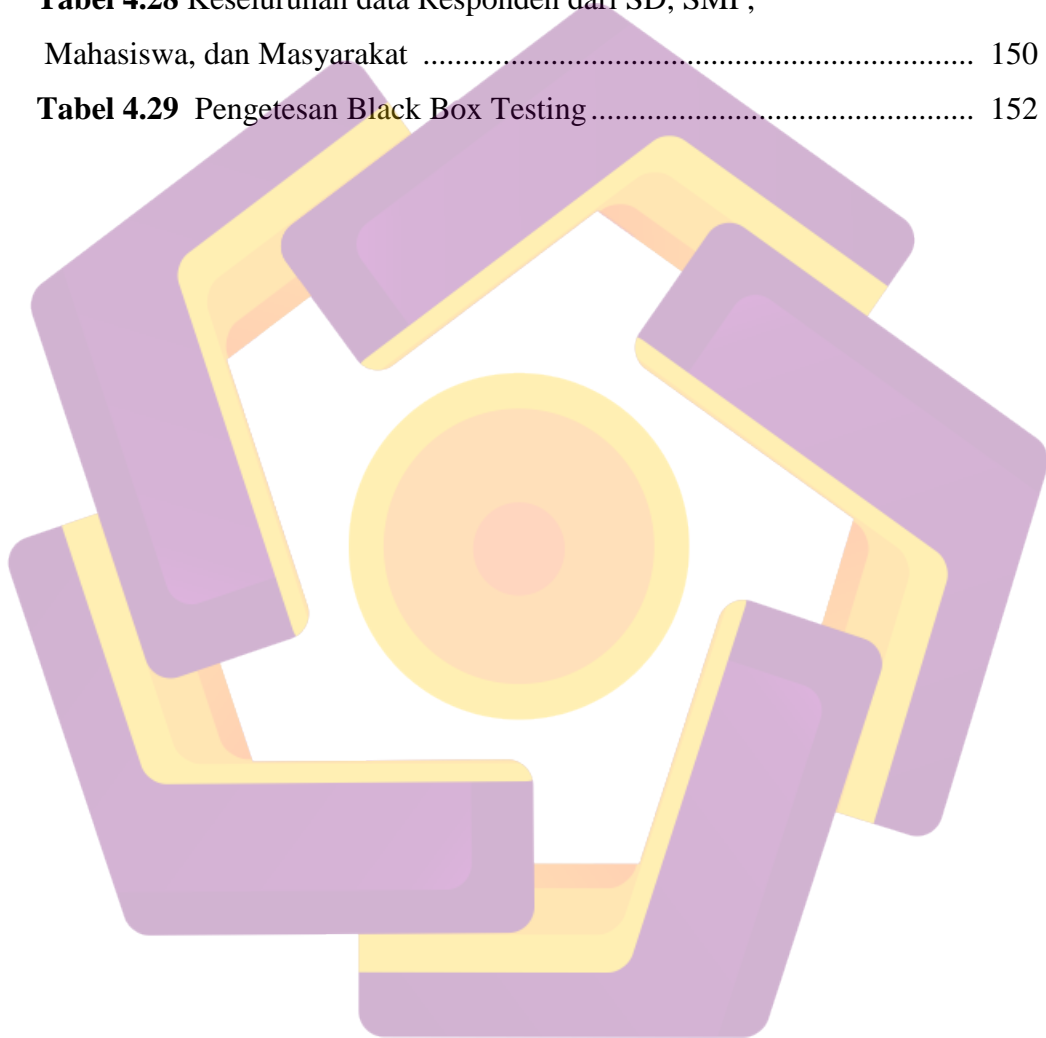 Tabel 4.28 Keseluruhan data Responden dari SD, SMP,
Mahasiswa, dan Masyarakat ..................................................................... 150
Tabel 4.29 Pengetesan Black Box Testing ................................................ 152